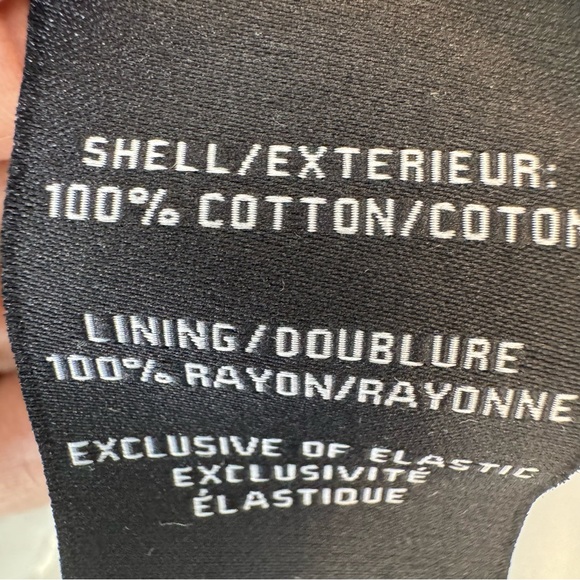 SHELL/EXTERIEUR:
100% COTTON/COTON
LINING/DOUBLURE
100% RAYON/RAYONNE
EXCLUSIVE OF ELASTIC
EXCLUSIVITÉ
ÉLASTIQUE